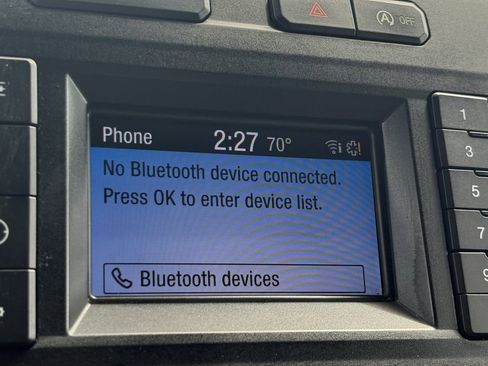 OFF
Phone 2:27 70°
No Bluetooth device connected.
Press OK to enter device list.
Bluetooth devices
1
3
5
7
9